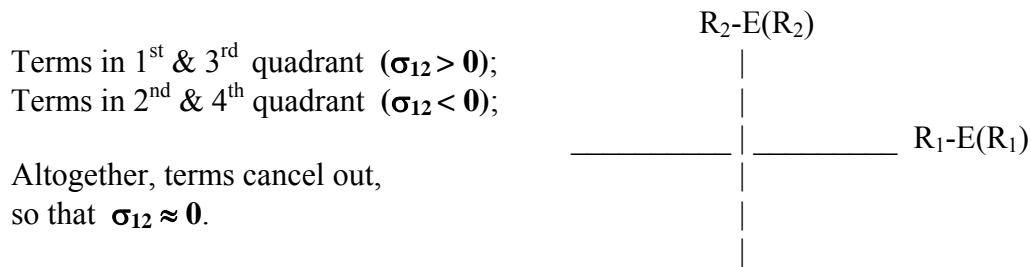 R₂-E(R₂)
Terms in 1ˢᵗ & 3ʳᵈ quadrant (σ₁₂ > 0);
Terms in 2ⁿᵈ & 4ᵗʰ quadrant (σ₁₂ < 0);
R₁-E(R₁)
Altogether, terms cancel out,
so that σ₁₂ ≈ 0.